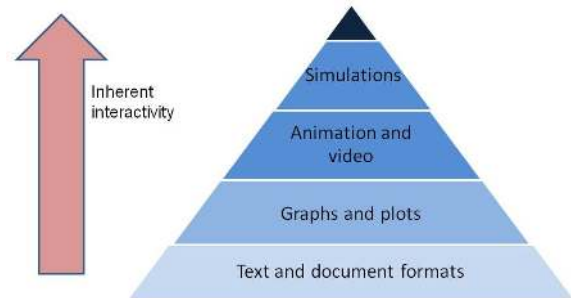 Inherent
interactivity
Simulations
Animation and
video
Graphs and plots
Text and document formats